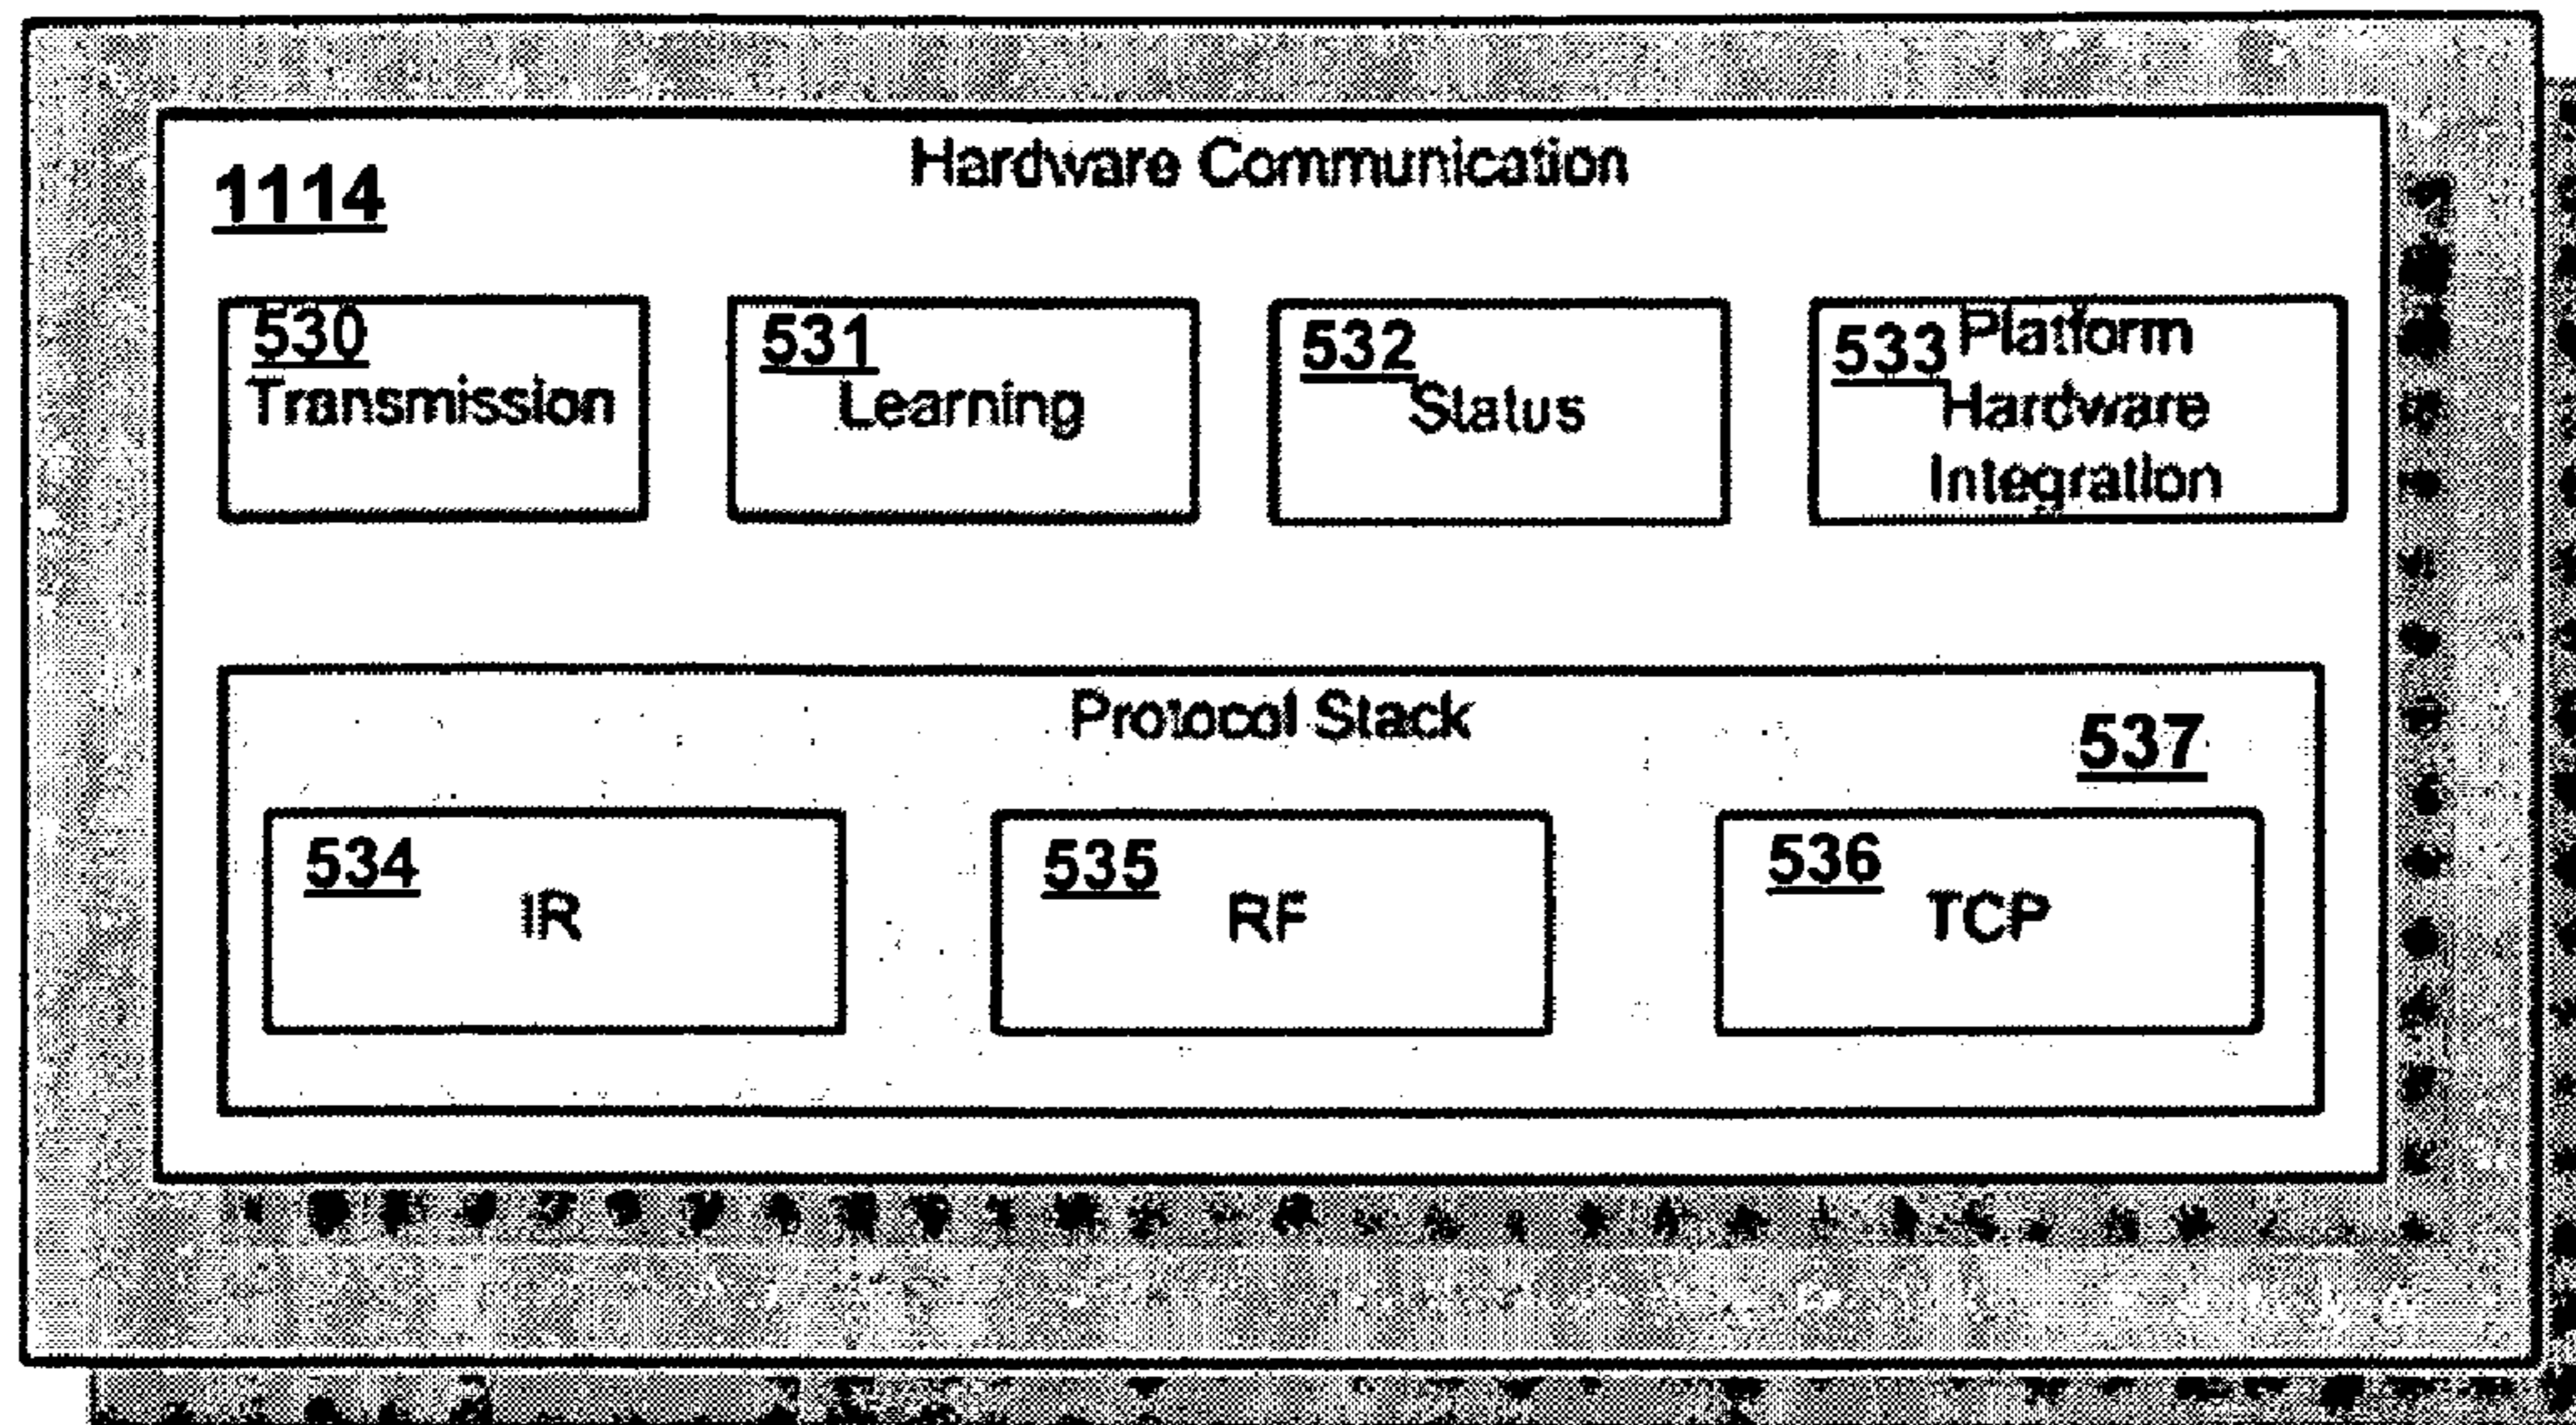 Hardware Communication
1114
530
Transmission
531
Learning
532
Status
533 Platform
Hardware
Integration
Protocol Stack
537
534
IR
535
RF
536
TCP